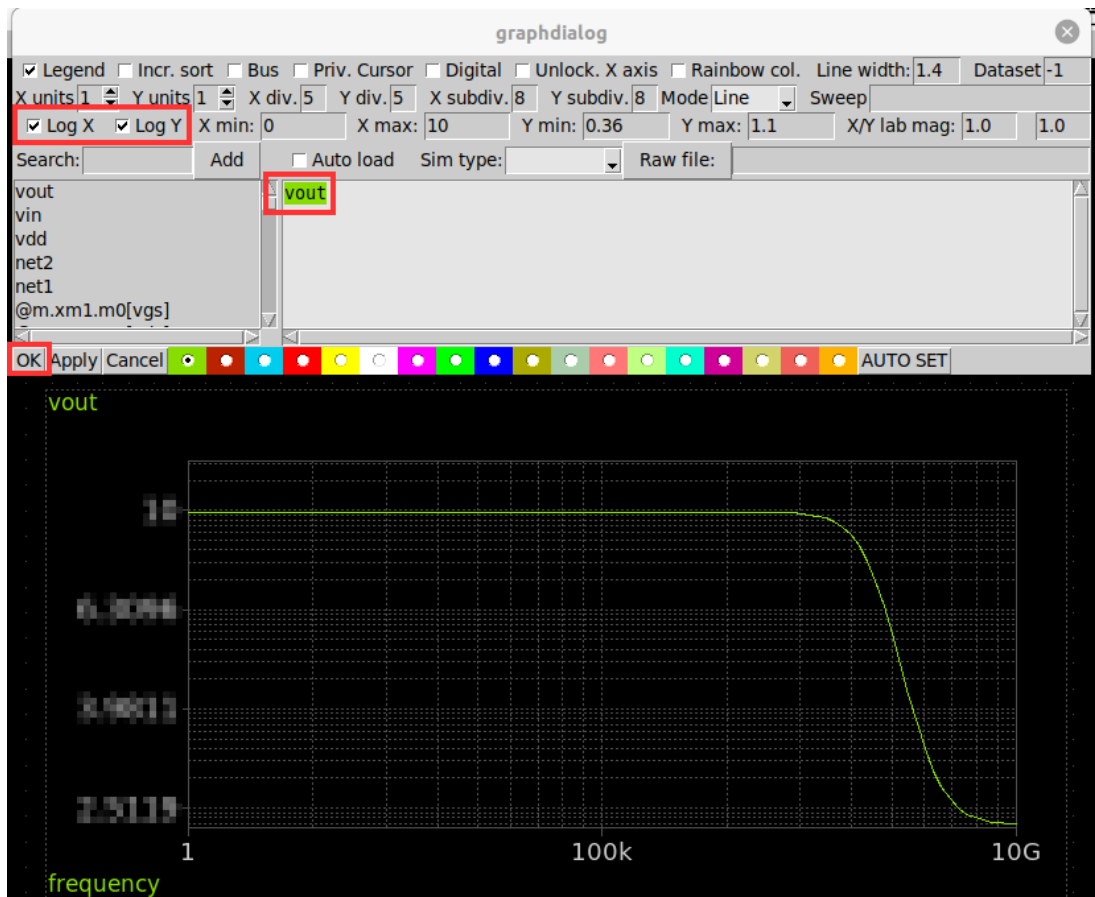 graphdialog
Legend Incr. sort Bus Priv. Cursor Digital Unlock. X axis Rainbow col. Line width: 1.4 Dataset -1
X units 1 Y units 1 X div. 5 Y div. 5 X subdiv. 8 Y subdiv. 8 Mode Line Sweep
Log X Log Y X min: 0 X max: 10 Y min: 0.36 Y max: 1.1 X/Y lab mag: 1.0 1.0
Search: Add Auto load Sim type: Raw file:
vout
vin
vdd
net2
net1
@m.xm1.m0[vgs]
vout
OK Apply Cancel AUTO SET
vout
1 100k 10G
frequency